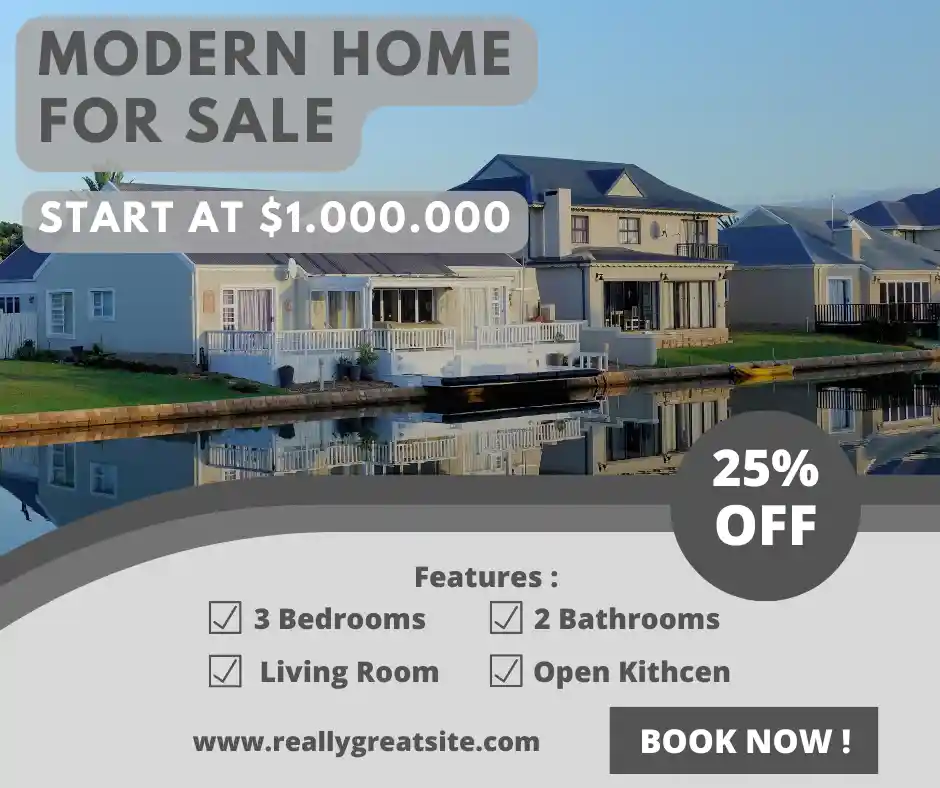 MODERN HOME
FOR SALE
START AT $1.000.000
25%
OFF
Features :
3 Bedrooms
2 Bathrooms
Living Room
Open Kithcen
www.reallygreatsite.com
BOOK NOW !